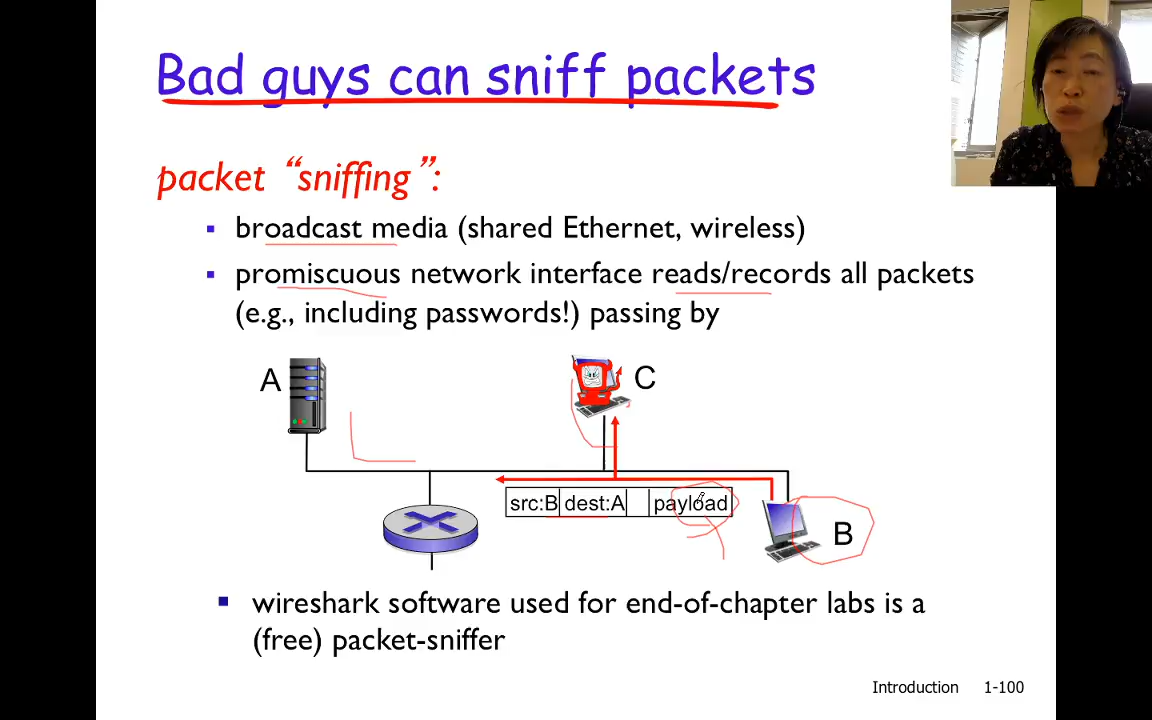 Bad guys can sniff packets
packet “sniffing”:
▪ broadcast media (shared Ethernet, wireless)
▪ promiscuous network interface reads/records all packets
(e.g., including passwords!) passing by
A
C
src:B dest:A payload
B
▪ wireshark software used for end-of-chapter labs is a
(free) packet-sniffer
Introduction 1-100